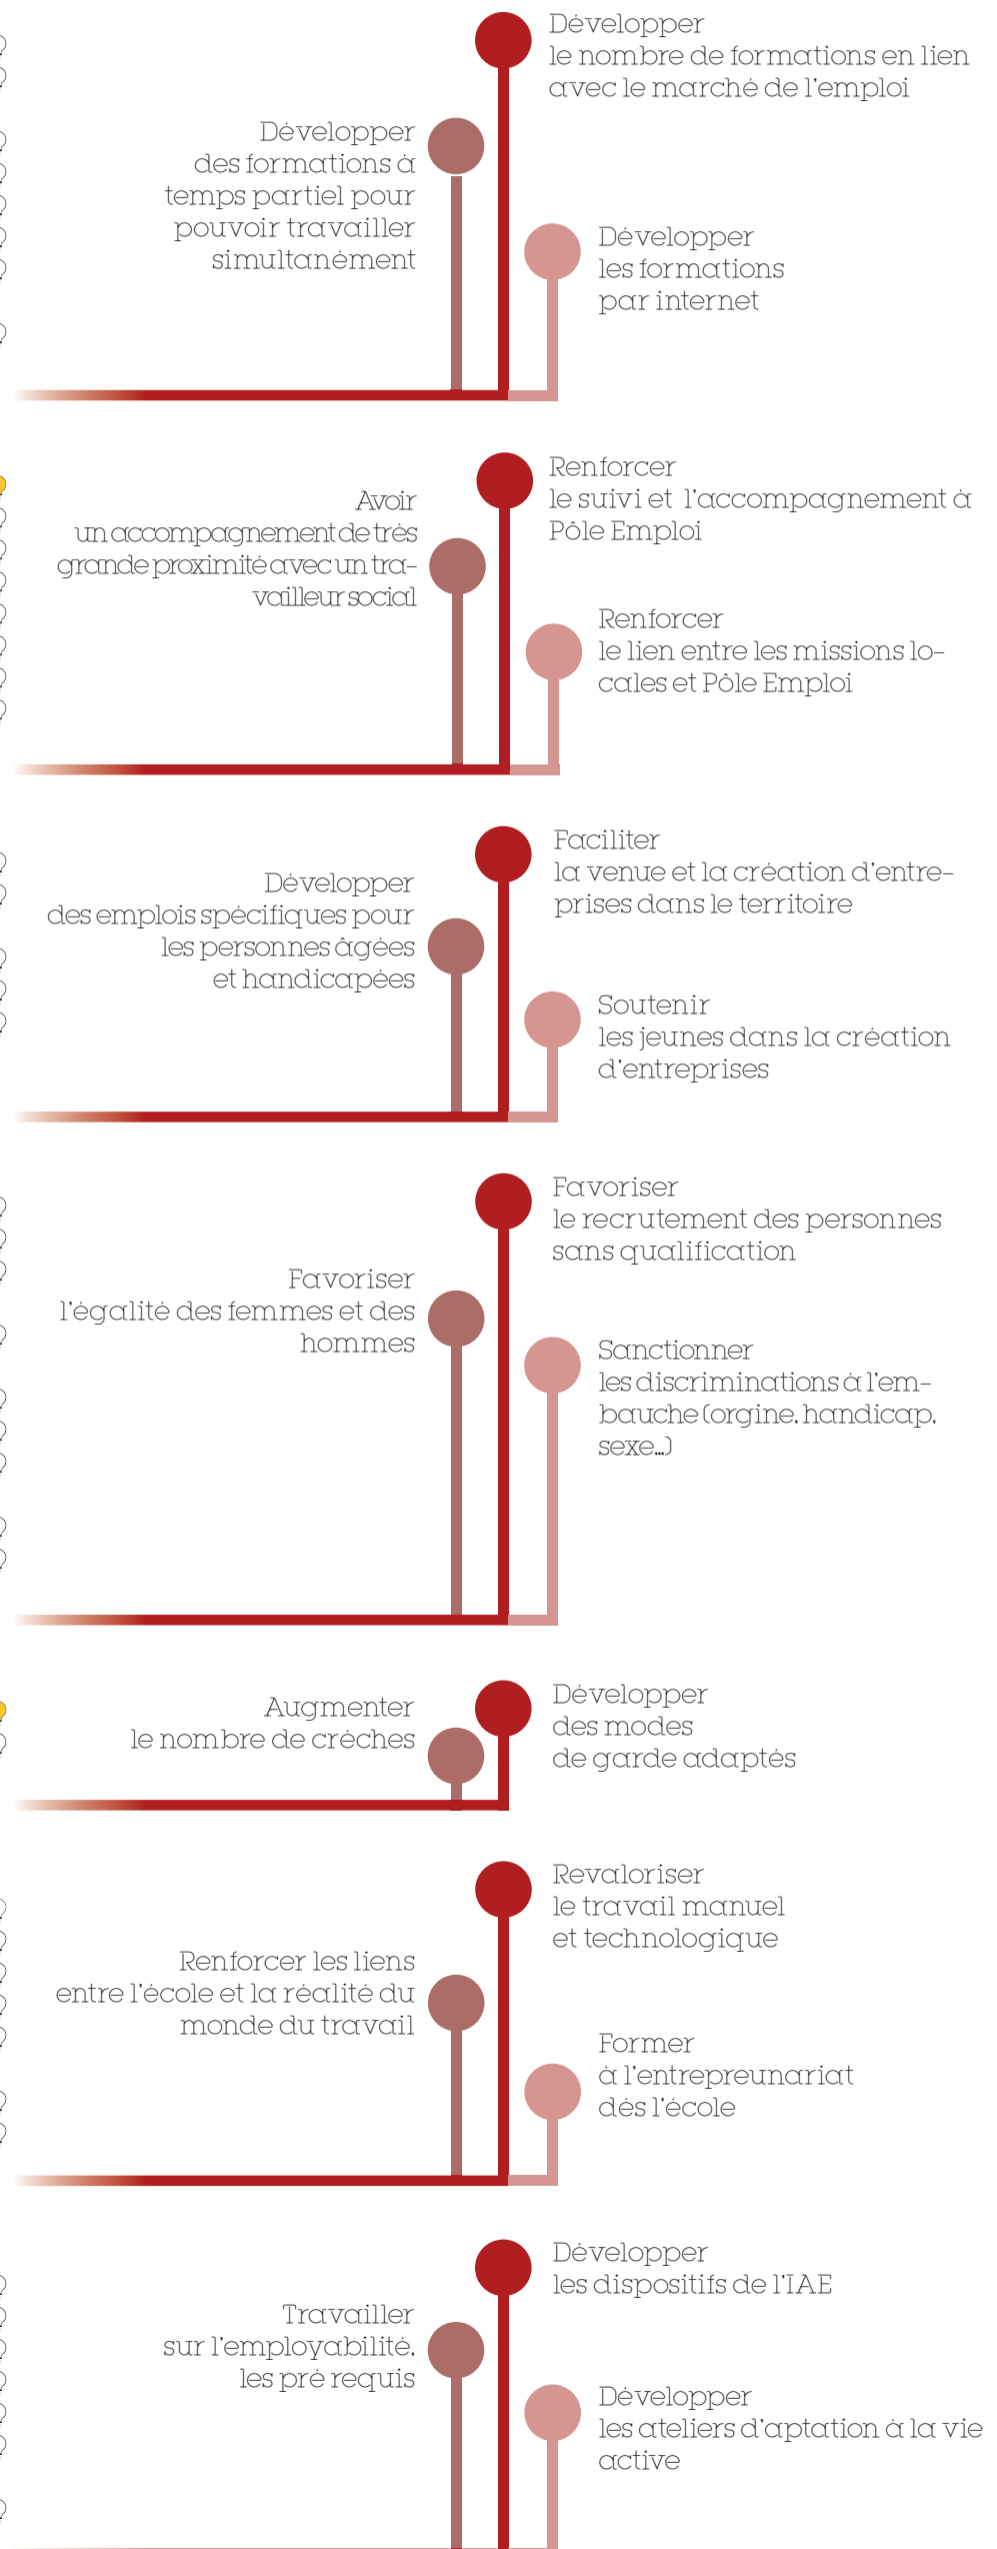 Développer
le nombre de formations en lien
avec le marché de l'emploi
Développer
des formations à
temps partiel pour
pouvoir travailler
simultanément
Développer
les formations
par internet
Renforcer
le suivi et l'accompagnement à
Pôle Emploi
Avoir
un accompagnement de très
grande proximité avec un tra-
vailleur social
Renforcer
le lien entre les missions lo-
cales et Pôle Emploi
Faciliter
la venue et la création d'entre-
prises dans le territoire
Développer
des emplois spécifiques pour
les personnes âgées
et handicapées
Soutenir
les jeunes dans la création
d'entreprises
Favoriser
le recrutement des personnes
sans qualification
Favoriser
l'égalité des femmes et des
hommes
Sanctionner
les discriminations à l'em-
bauche (orgine, handicap,
sexe...)
Développer
des modes
de garde adaptés
Augmenter
le nombre de crèches
Revaloriser
le travail manuel
et technologique
Renforcer les liens
entre l'école et la réalité du
monde du travail
Former
à l'entrepreunariat
dés l'école
Développer
les dispositifs de l'IAE
Travailler
sur l'employabilité,
les pré requis
Développer
les ateliers d'aptation à la vie
active